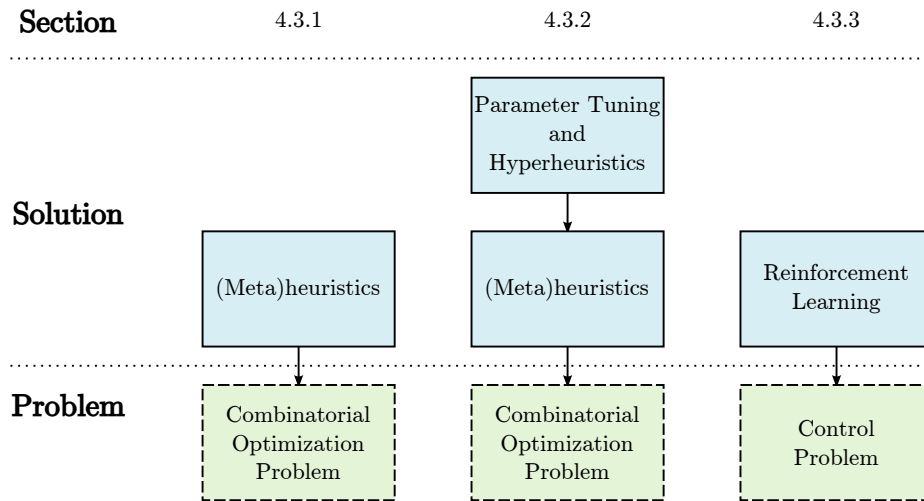 Section 4.3.1 4.3.2 4.3.3
Parameter Tuning
and
Hyperheuristics
Solution
(Meta)heuristics
(Meta)heuristics
Reinforcement
Learning
Problem
Combinatorial
Optimization
Problem
Combinatorial
Optimization
Problem
Control
Problem